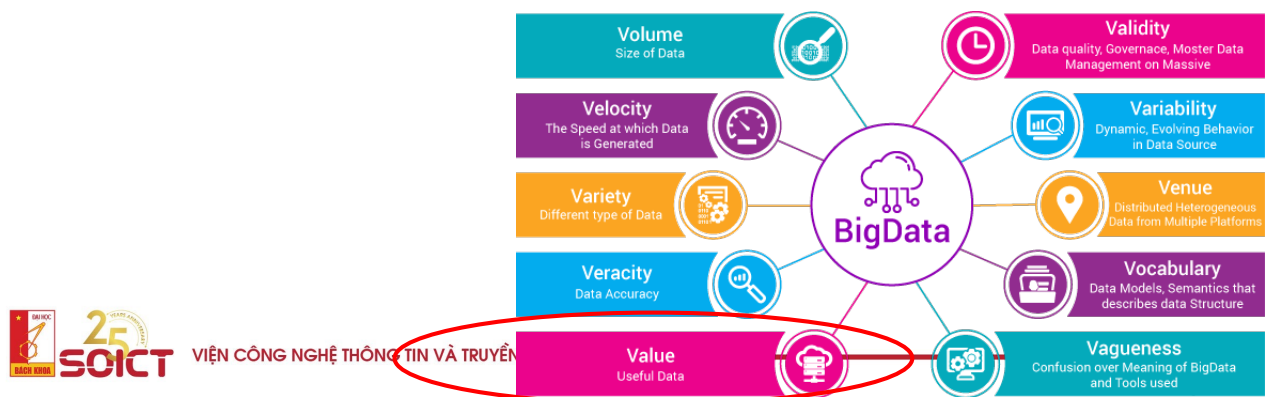 Volume
Size of Data
Velocity
The Speed at which Data
is Generated
Variety
Different type of Data
Veracity
Data Accuracy
Value
Useful Data
BigData
Validity
Data quality, Governace, Moster Data
Management on Massive
Variability
Dynamic, Evolving Behavior
in Data Source
Venue
Distributed Heterogeneous
Data from Multiple Platforms
Vocabulary
Data Models, Semantics that
describes data Structure
Vagueness
Confusion over Meaning of BigData
and Tools used
ĐẠI HỌC
BÁCH KHOA
25
YEARS ANNIVERSARY
SOICT
VIỆN CÔNG NGHỆ THÔNG TIN VÀ TRUYỀN